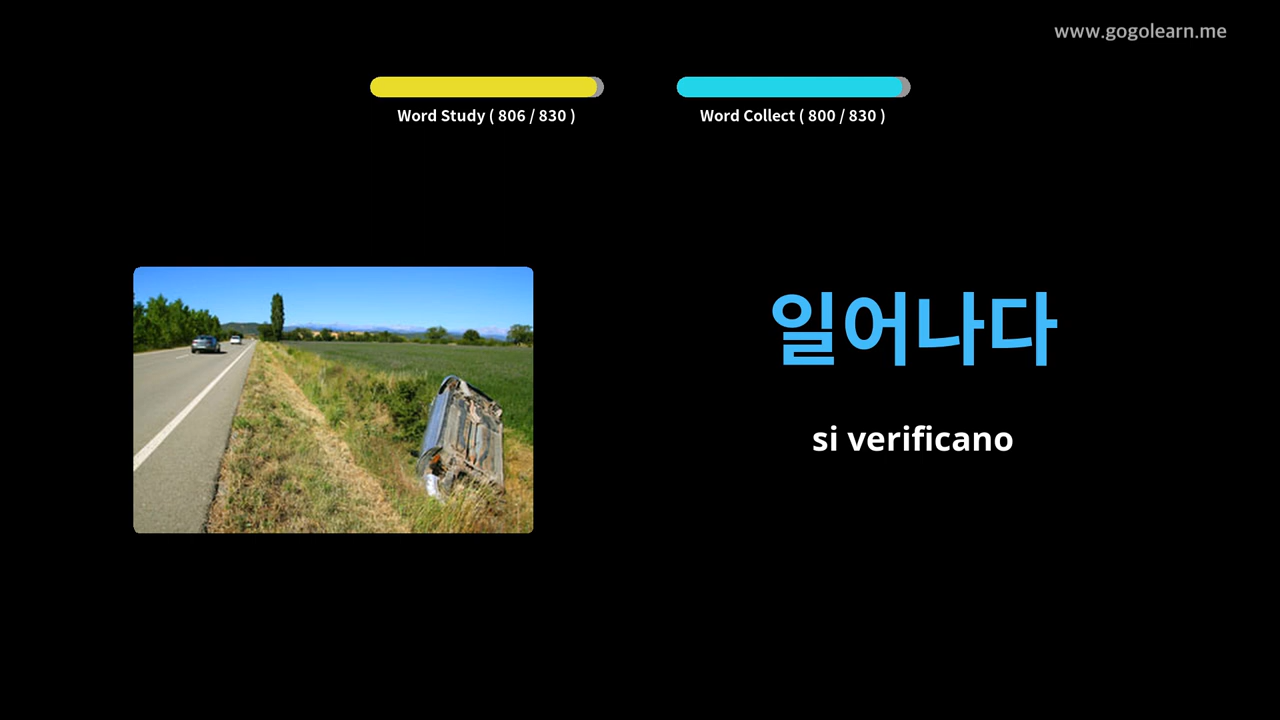 www.gogolearn.me
Word Study ( 806 / 830 )
Word Collect ( 800 / 830 )
일어나다
si verificano